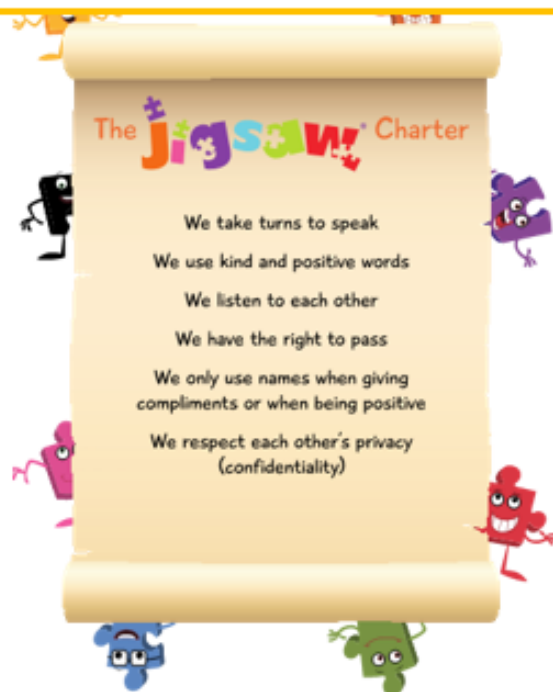 The Jigsaw Charter
We take turns to speak
We use kind and positive words
We listen to each other
We have the right to pass
We only use names when giving
compliments or when being positive
We respect each other's privacy
(confidentiality)